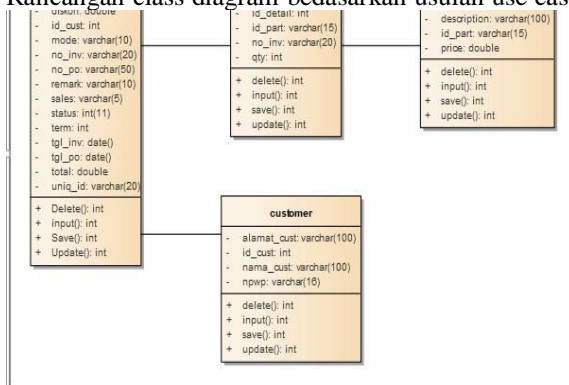 Rancangan class diagram bedasarkan usulan use cas
diskon: double
- id_cust: int
- mode: varchar(10)
- no_inv: varchar(20)
- no_po: varchar(50)
- remark: varchar(10)
- sales: varchar(5)
- status: int(11)
- term: int
- tgl_inv: date()
- tgl_po: date()
- total: double
- uniq_id: varchar(20)
+ Delete(): int
+ input(): int
+ Save(): int
+ Update(): int
id_detail: int
- id_part: varchar(15)
- no_inv: varchar(20)
- qty: int
+ delete(): int
+ input(): int
+ save(): int
+ update(): int
- description: varchar(100)
- id_part: varchar(15)
- price: double
+ delete(): int
+ input(): int
+ save(): int
+ update(): int
customer
- alamat_cust: varchar(100)
- id_cust: int
- nama_cust: varchar(100)
- npwp: varchar(16)
+ delete(): int
+ input(): int
+ save(): int
+ update(): int